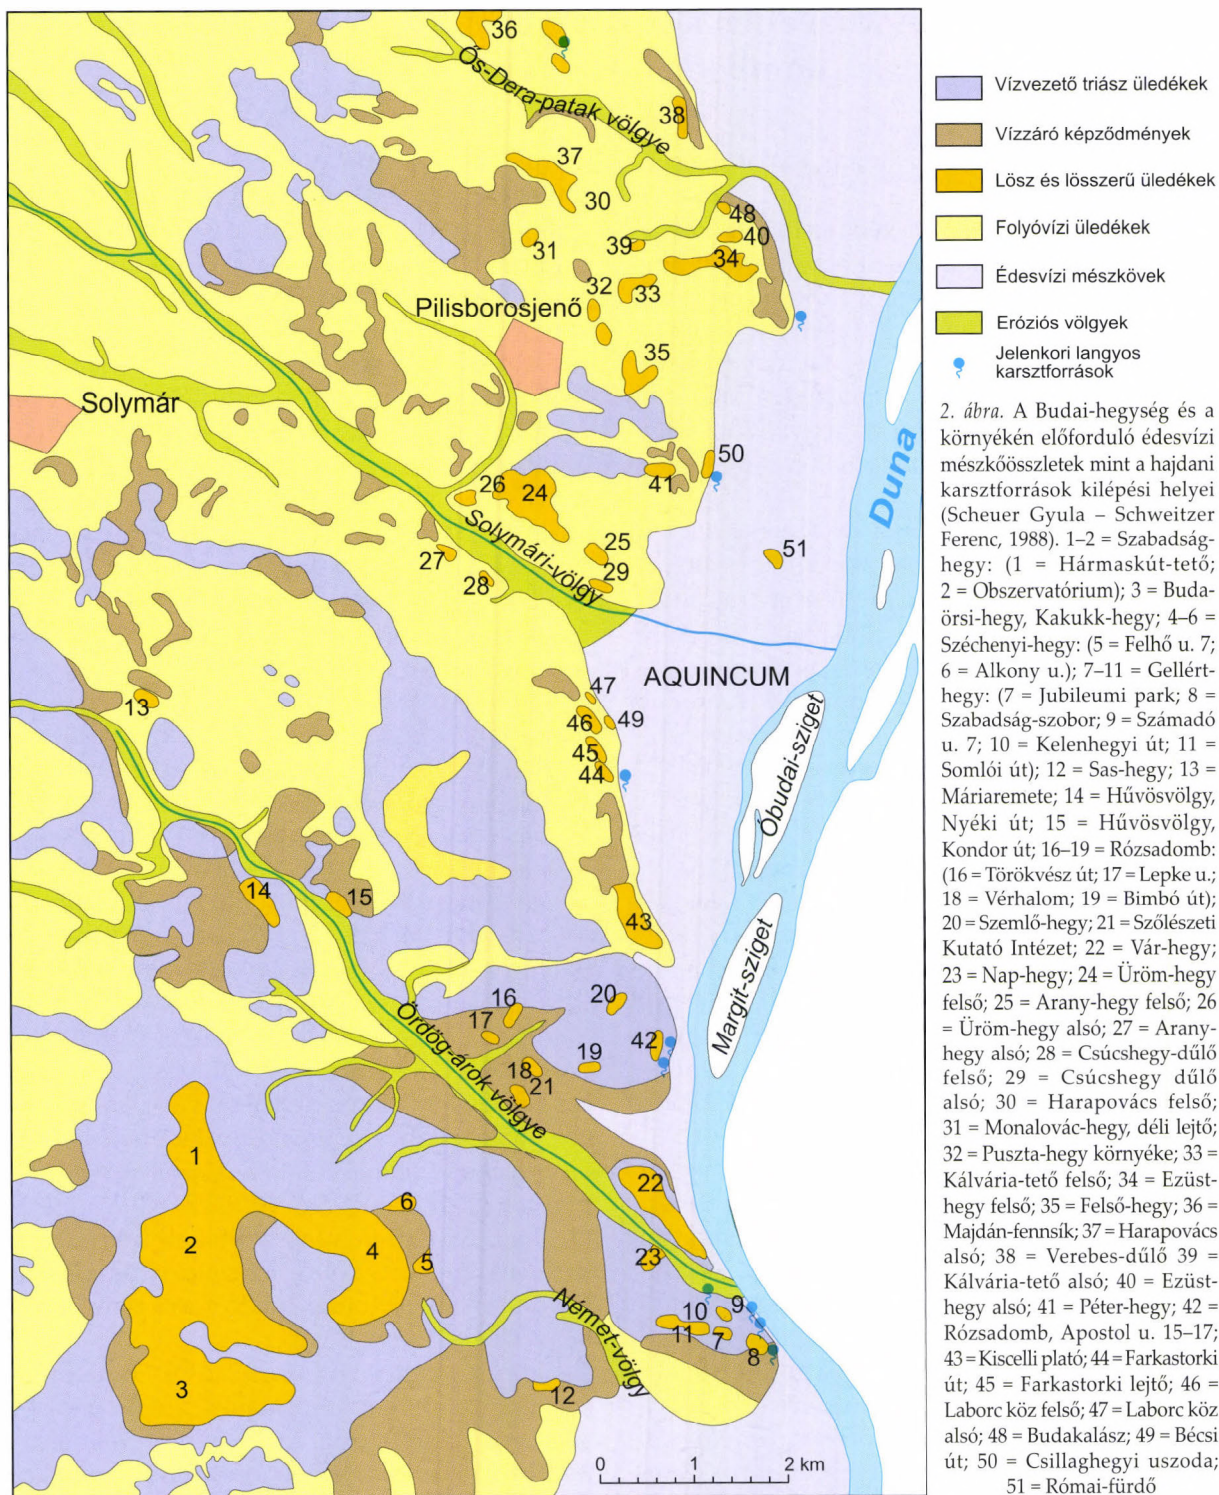 36
Ős-Dera-patak völgye
38
37
30
48
31
39
40
34
32
33
Pilisborosjenő
35
Solymár
50
26
24
41
Solymári-völgy
25
51
27
29
28
Duna
AQUINCUM
47
13
46
49
45
44
Óbudai-sziget
14
15
43
Margit-sziget
16
20
17
42
19
18
21
Ördög-árok völgye
1
22
6
2
4
5
23
Német-völgy
10
9
11
7
8
3
12
0 1 2 km
Vízvezető triász üledékek
Vízzáró képződmények
Lösz és lösszerű üledékek
Folyóvízi üledékek
Édesvízi mészkövek
Eróziós völgyek
Jelenkori langyos
karsztforrások
2. ábra. A Budai-hegység és a
környékén előforduló édesvízi
mészkőösszletek mint a hajdani
karsztforrások kilépési helyei
(Scheuer Gyula – Schweitzer
Ferenc, 1988). 1–2 = Szabadság-
hegy: (1 = Hármaskút-tető;
2 = Obszervatórium); 3 = Buda-
örsi-hegy, Kakukk-hegy; 4–6 =
Széchenyi-hegy: (5 = Felhő u. 7;
6 = Alkony u.); 7–11 = Gellért-
hegy: (7 = Jubileumi park; 8 =
Szabadság-szobor; 9 = Számadó
u. 7; 10 = Kelenhegyi út; 11 =
Somlói út); 12 = Sas-hegy; 13 =
Máriaremete; 14 = Hűvösvölgy,
Nyéki út; 15 = Hűvösvölgy,
Kondor út; 16–19 = Rózsadomb:
(16 = Törökvész út; 17 = Lepke u.;
18 = Vérhalom; 19 = Bimbó út);
20 = Szemlő-hegy; 21 = Szőlészeti
Kutató Intézet; 22 = Vár-hegy;
23 = Nap-hegy; 24 = Üröm-hegy
felső; 25 = Arany-hegy felső; 26
= Üröm-hegy alsó; 27 = Arany-
hegy alsó; 28 = Csúcshegy-dűlő
felső; 29 = Csúcshegy dűlő
alsó; 30 = Harapovács felső;
31 = Monalovác-hegy, déli lejtő;
32 = Puszta-hegy környéke; 33 =
Kálvária-tető felső; 34 = Ezüst-
hegy felső; 35 = Felső-hegy; 36 =
Majdán-fennsík; 37 = Harapovács
alsó; 38 = Verebes-dűlő 39 =
Kálvária-tető alsó; 40 = Ezüst-
hegy alsó; 41 = Péter-hegy; 42 =
Rózsadomb, Apostol u. 15–17;
43 = Kiscelli plató; 44 = Farkastorki
út; 45 = Farkastorki lejtő; 46 =
Laborc köz felső; 47 = Laborc köz
alsó; 48 = Budakalász; 49 = Bécsi
út; 50 = Csillaghegyi uszoda;
51 = Római-fürdő